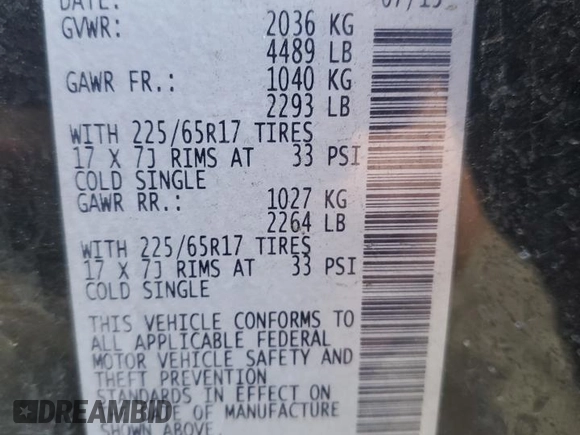 DATE: 07/15
GVWR: 2036 KG
4489 LB
GAWR FR.: 1040 KG
2293 LB
WITH 225/65R17 TIRES
17 X 7J RIMS AT 33 PSI
COLD SINGLE
GAWR RR.: 1027 KG
2264 LB
WITH 225/65R17 TIRES
17 X 7J RIMS AT 33 PSI
COLD SINGLE
THIS VEHICLE CONFORMS TO
ALL APPLICABLE FEDERAL
MOTOR VEHICLE SAFETY AND
THEFT PREVENTION
STANDARDS IN EFFECT ON
OF MANUFACTURE
SHOWN ABOVE.
DREAMBID